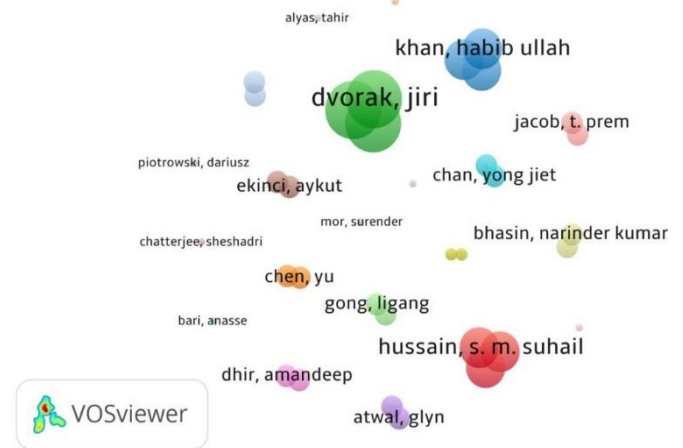 alyas, tahir
khan, habib ullah
dvorak, jiri
jacob, t. prem
piotrowski, dariusz
chan, yong jiet
ekinci, aykut
mor, surender
bhasin, narinder kumar
chatterjee, sheshadri
chen, yu
gong, ligang
bari, anasse
hussain, s. m. suhail
dhir, amandeep
atwal, glyn
VOSviewer